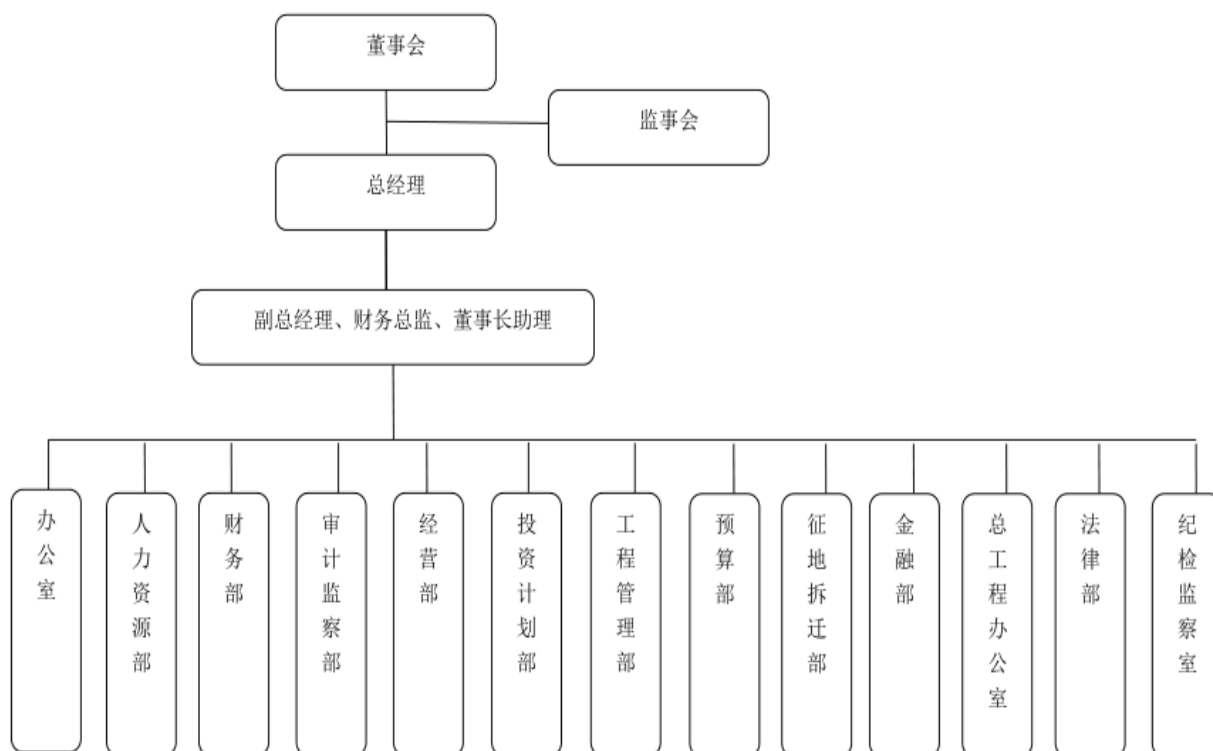 董事会
监事会
总经理
副总经理、财务总监、董事长助理
办公室
人力资源部
财务部
审计监察部
经营部
投资计划部
工程管理部
预算部
征地拆迁部
金融部
总工程办公室
法律部
纪检监察室